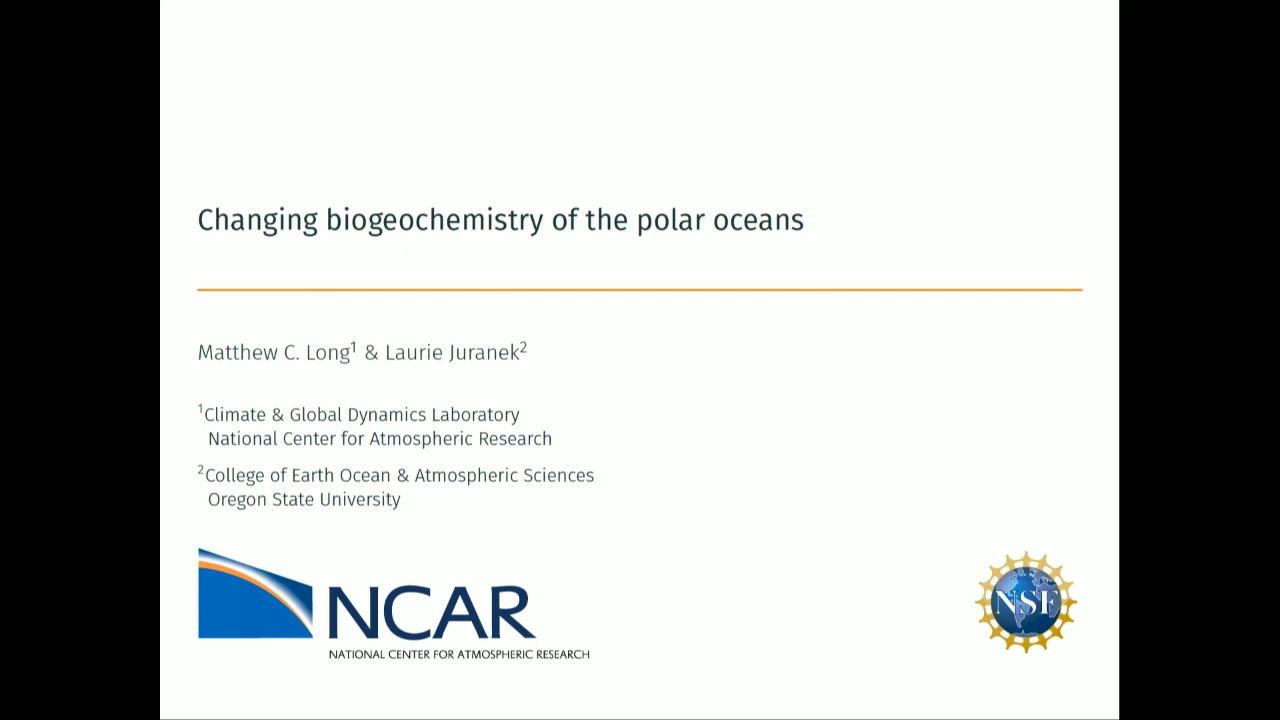 Changing biogeochemistry of the polar oceans
Matthew C. Long¹ & Laurie Juranek²
¹Climate & Global Dynamics Laboratory
National Center for Atmospheric Research
²College of Earth Ocean & Atmospheric Sciences
Oregon State University
NCAR
NATIONAL CENTER FOR ATMOSPHERIC RESEARCH
NSF